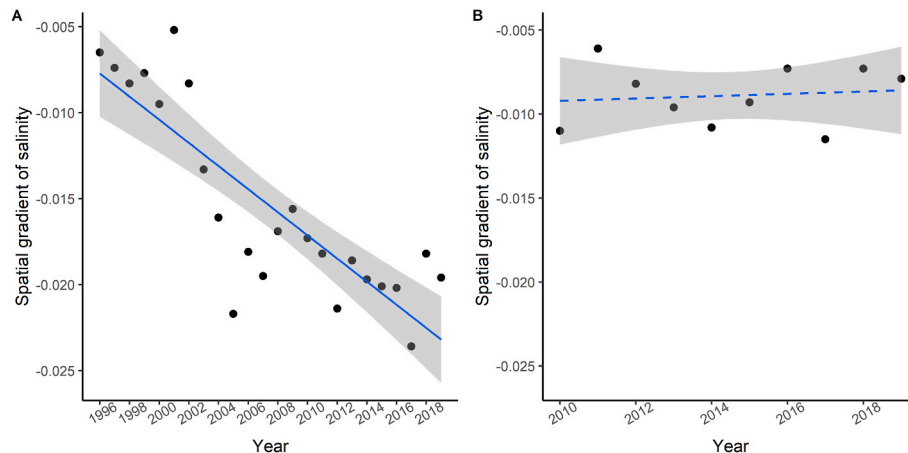 A
Spatial gradient of salinity
-0.005
-0.010
-0.015
-0.020
-0.025
1996 1998 2000 2002 2004 2006 2008 2010 2012 2014 2016 2018
Year
B
Spatial gradient of salinity
-0.005
-0.010
-0.015
-0.020
-0.025
2010 2012 2014 2016 2018
Year